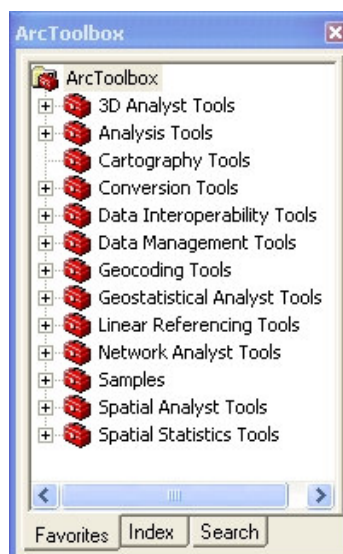 ArcToolbox
ArcToolbox
3D Analyst Tools
Analysis Tools
Cartography Tools
Conversion Tools
Data Interoperability Tools
Data Management Tools
Geocoding Tools
Geostatistical Analyst Tools
Linear Referencing Tools
Network Analyst Tools
Samples
Spatial Analyst Tools
Spatial Statistics Tools
Favorites Index Search